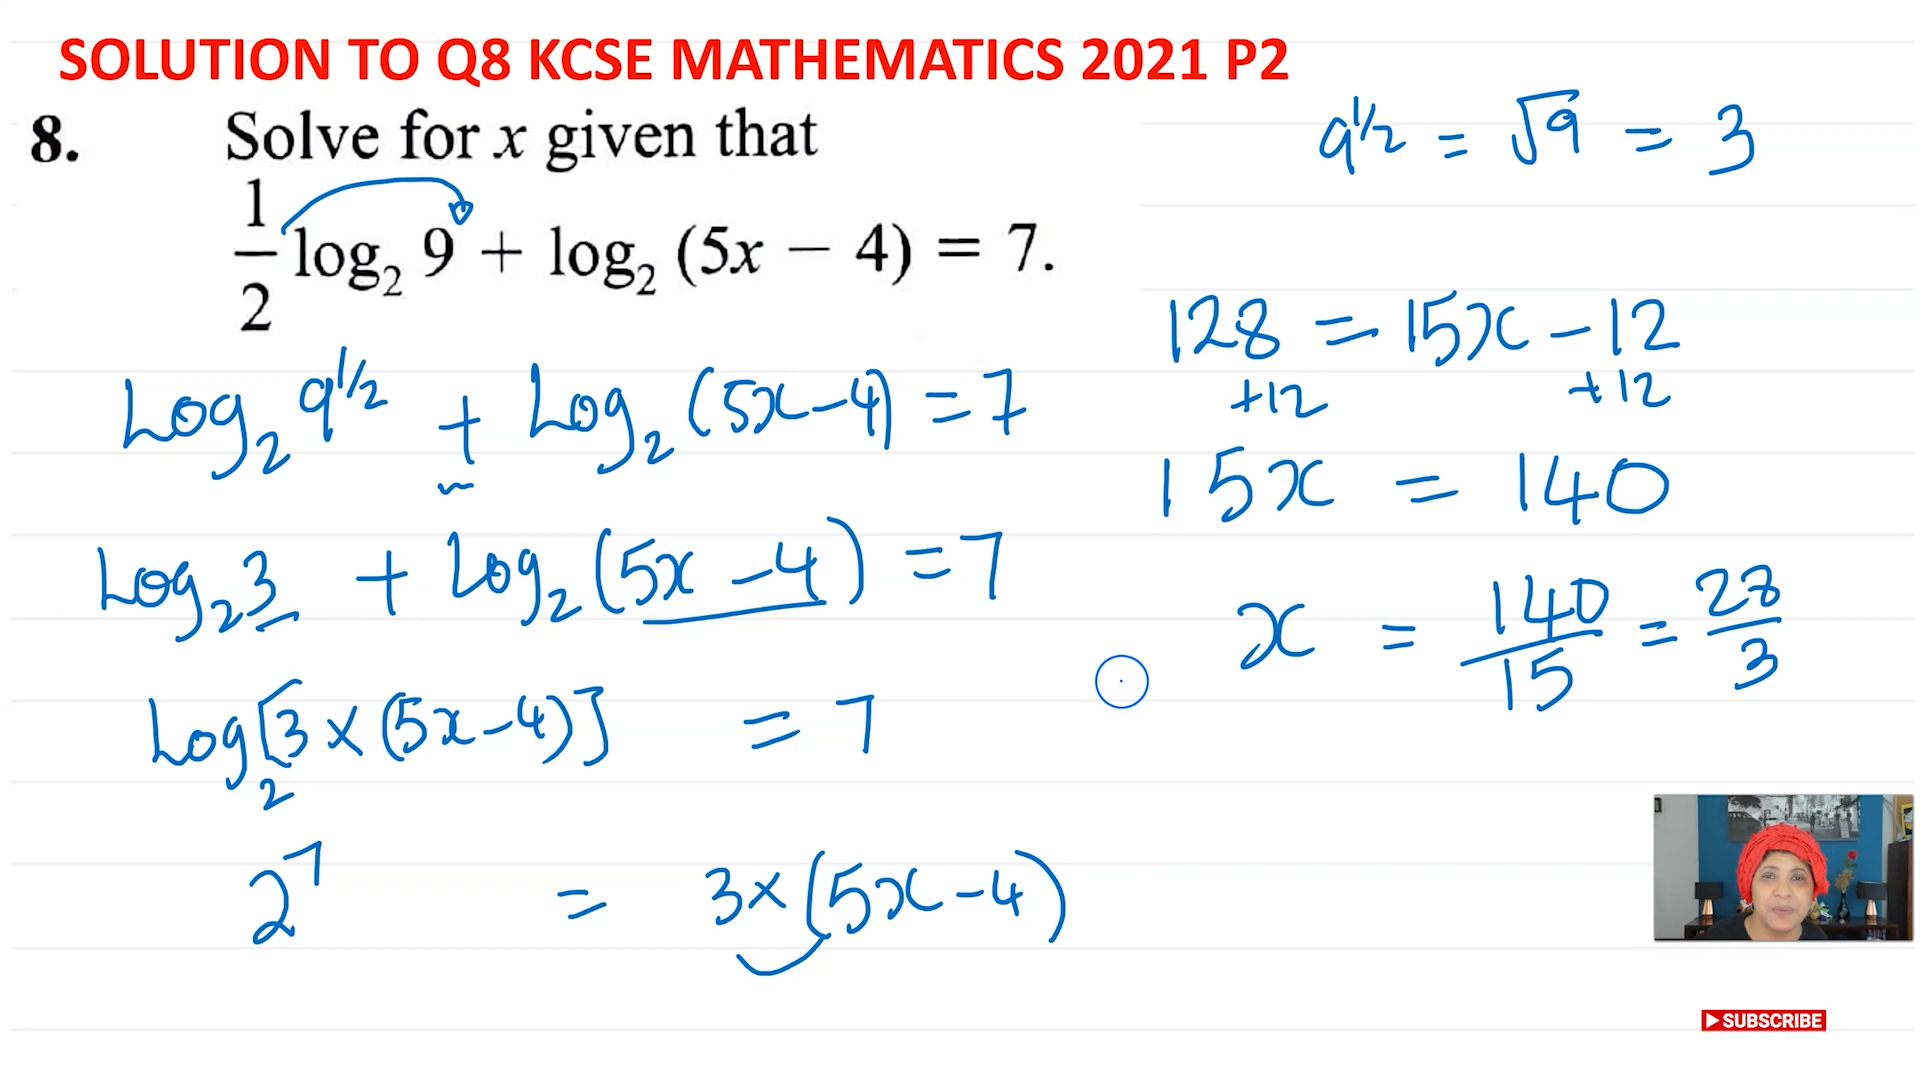 SOLUTION TO Q8 KCSE MATHEMATICS 2021 P2
8. Solve for x given that
1/2 log₂ 9 + log₂ (5x − 4) = 7.
Log₂ 9^1/2 + Log₂ (5x−4) = 7
Log₂ 3 + Log₂ (5x − 4) = 7
Log₂ [3 × (5x−4)] = 7
2⁷ = 3 × (5x−4)
9^1/2 = √9 = 3
128 = 15x − 12
+12 +12
15x = 140
x = 140/15 = 28/3
SUBSCRIBE